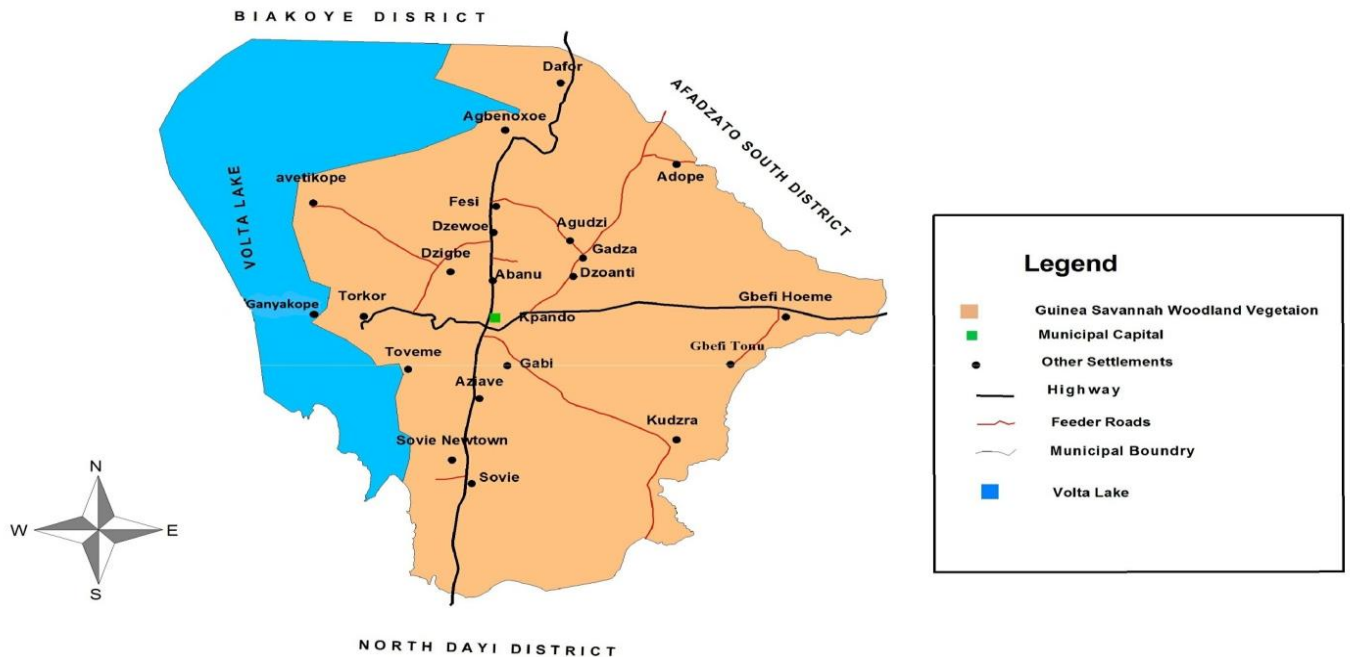 BIAKOYE DISRICT
Dafor
AFADZATO SOUTH DISTRICT
Agbenoxoe
VOLTA LAKE
avetikope
Adope
Fesi
Agudzi
Dzewoe
Gadza
Dzigbe
Dzoanti
Abanu
Ganyakope
Torkor
Kpando
Gbefi Hoeme
Toveme
Gabi
Gbefi Tonu
Aziave
Kudzra
Sovie Newtown
Sovie
N
W
E
S
NORTH DAYI DISTRICT
Legend
Guinea Savannah Woodland Vegetaion
Municipal Capital
Other Settlements
Highway
Feeder Roads
Municipal Boundry
Volta Lake